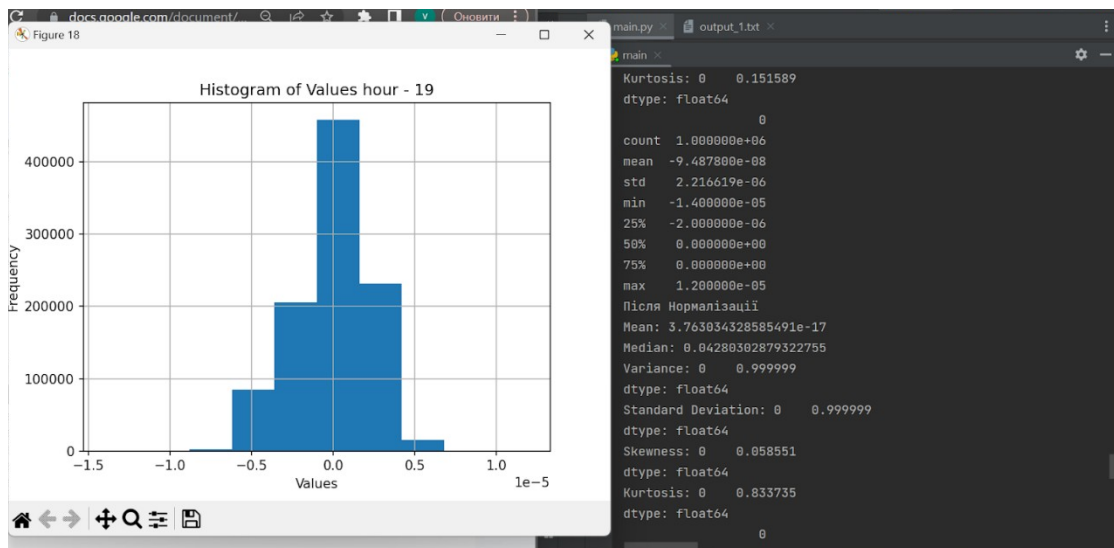 docs.google.com/document/...
Оновити
Figure 18
Histogram of Values hour - 19
Frequency
400000
300000
200000
100000
0
−1.5
−1.0
−0.5
0.0
0.5
1.0
1e−5
Values
main.py
output_1.txt
main
Kurtosis: 0    0.151589
dtype: float64
0
count  1.000000e+06
mean  -9.487800e-08
std    2.216619e-06
min   -1.400000e-05
25%   -2.000000e-06
50%    0.000000e+00
75%    0.000000e+00
max    1.200000e-05
Після Нормалізації
Mean: 3.763034328585491e-17
Median: 0.04280302879322755
Variance: 0    0.999999
dtype: float64
Standard Deviation: 0    0.999999
dtype: float64
Skewness: 0    0.058551
dtype: float64
Kurtosis: 0    0.833735
dtype: float64
0